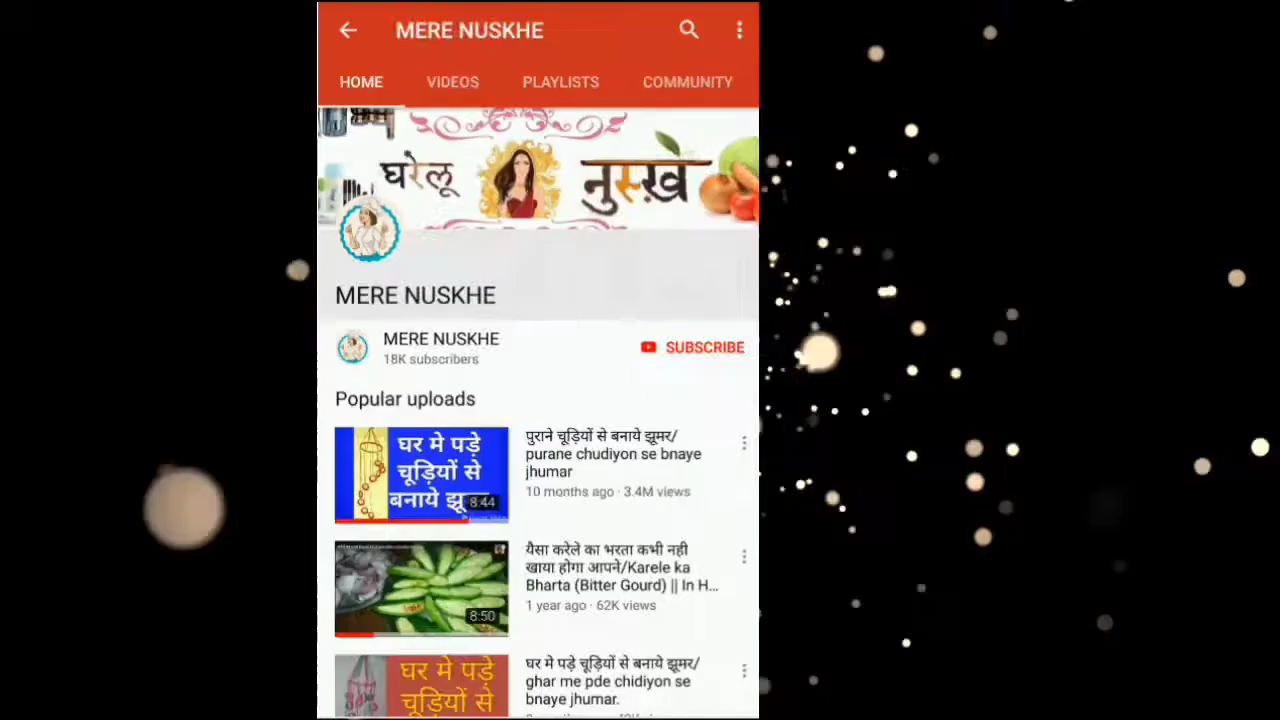 MERE NUSKHE
HOME VIDEOS PLAYLISTS COMMUNITY
घरेलू नुस्ख़े
MERE NUSKHE
MERE NUSKHE
18K subscribers
SUBSCRIBE
Popular uploads
घर मे पड़े
चूड़ियों से
बनाये झू
8:44
पुराने चूड़ियों से बनाये झूमर/
purane chudiyon se bnaye
jhumar
10 months ago · 3.4M views
8:50
यैसा करेले का भरता कभी नही
खाया होगा आपने/Karele ka
Bharta (Bitter Gourd) || In H...
1 year ago · 62K views
घर मे पड़े
चूड़ियों से
घर मे पड़े चूड़ियों से बनाये झूमर/
ghar me pde chidiyon se
bnaye jhumar.